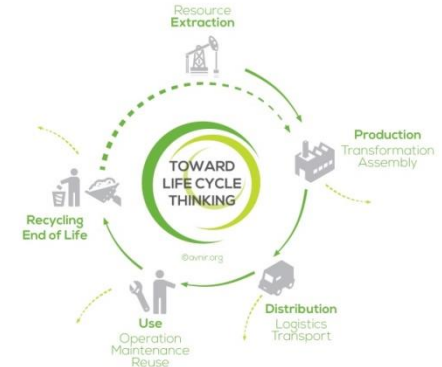 Resource
Extraction
Production
Transformation
Assembly
TOWARD
LIFE CYCLE
THINKING
©avnir.org
Recycling
End of Life
Distribution
Logistics
Transport
Use
Operation
Maintenance
Reuse